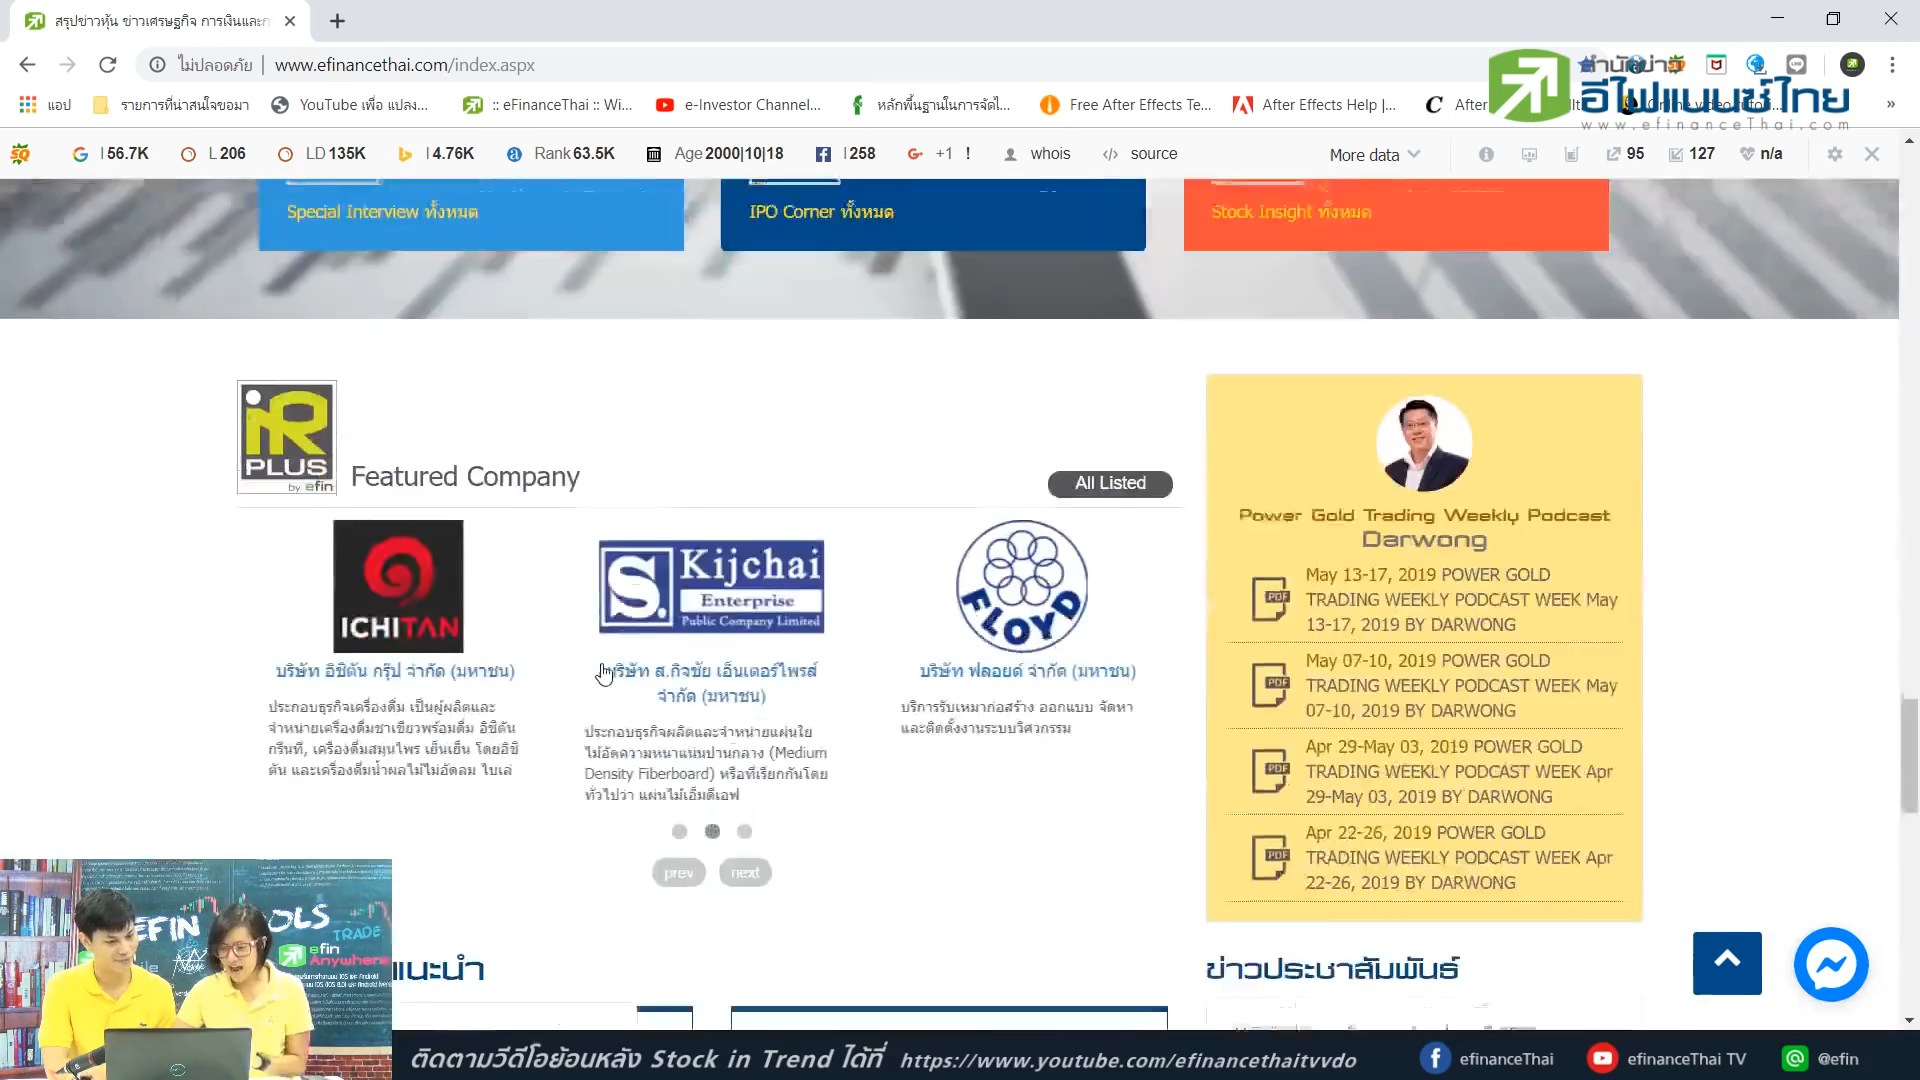 สรุปข่าวหุ้น ข่าวเศรษฐกิจ การเงินและก
ไม่ปลอดภัย | www.efinancethai.com/index.aspx
สำนักข่าว
อีไฟแนนซ์ไทย
www.efinanceThai.com
แอป รายการที่น่าสนใจขอมา YouTube เพื่อ แปลง... :: eFinanceThai :: Wi... e-Investor Channel... หลักพื้นฐานในการจัดไ... Free After Effects Te... After Effects Help |... After »
SQ I 56.7K L 206 LD 135K I 4.76K Rank 63.5K Age 2000|10|18 I 258 +1 ! whois source More data 95 127 n/a
Special Interview ทั้งหมด
IPO Corner ทั้งหมด
Stock Insight ทั้งหมด
iR PLUS
by efin
Featured Company
All Listed
ICHITAN
บริษัท อิชิตัน กรุ๊ป จำกัด (มหาชน)
ประกอบธุรกิจเครื่องดื่ม เป็นผู้ผลิตและ
จำหน่ายเครื่องดื่มชาเขียวพร้อมดื่ม อิชิตัน
กรีนที, เครื่องดื่มสมุนไพร เย็นเย็น โดยอิชิ
ตัน และเครื่องดื่มน้ำผลไม้ไม่อัดลม ไบเล่
S. Kijchai
Enterprise
Public Company Limited
บริษัท ส.กิจชัย เอ็นเตอร์ไพรส์
จำกัด (มหาชน)
ประกอบธุรกิจผลิตและจำหน่ายแผ่นใย
ไม้อัดความหนาแน่นปานกลาง (Medium
Density Fiberboard) หรือที่เรียกกันโดย
ทั่วไปว่า แผ่นไม้เอ็มดีเอฟ
FLOYD
บริษัท ฟลอยด์ จำกัด (มหาชน)
บริการรับเหมาก่อสร้าง ออกแบบ จัดหา
และติดตั้งงานระบบวิศวกรรม
prev next
Power Gold Trading Weekly Podcast
Darwong
PDF
May 13-17, 2019 POWER GOLD
TRADING WEEKLY PODCAST WEEK May
13-17, 2019 BY DARWONG
PDF
May 07-10, 2019 POWER GOLD
TRADING WEEKLY PODCAST WEEK May
07-10, 2019 BY DARWONG
PDF
Apr 29-May 03, 2019 POWER GOLD
TRADING WEEKLY PODCAST WEEK Apr
29-May 03, 2019 BY DARWONG
PDF
Apr 22-26, 2019 POWER GOLD
TRADING WEEKLY PODCAST WEEK Apr
22-26, 2019 BY DARWONG
แนะนำ
ข่าวประชาสัมพันธ์
EFIN
OLS
TRADE
efin
Anywhere
ติดตามวีดีโอย้อนหลัง Stock in Trend ได้ที่ https://www.youtube.com/efinancethaitvvdo
efinanceThai efinanceThai TV @efin